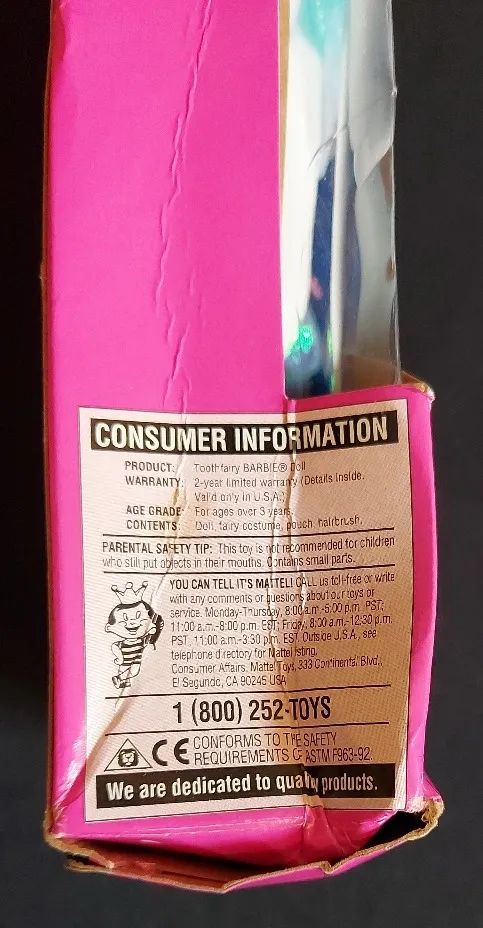 CONSUMER INFORMATION
PRODUCT: Toothfairy BARBIE® Doll
WARRANTY: 2-year limited warranty (Details Inside.
Valid only in U.S.A.)
AGE GRADE: For ages over 3 years.
CONTENTS: Doll, fairy costume, pouch, hairbrush.
PARENTAL SAFETY TIP: This toy is not recommended for children
who still put objects in their mouths. Contains small parts.
YOU CAN TELL IT'S MATTEL! CALL us toll-free or write
with any comments or questions about our toys or
service. Monday-Thursday, 8:00 a.m.-5:00 p.m. PST;
11:00 a.m.-8:00 p.m. EST; Friday, 8:00 a.m.-12:30 p.m.
PST, 11:00 a.m.-3:30 p.m. EST. Outside U.S.A., see
telephone directory for Mattel listing.
Consumer Affairs, Mattel Toys, 333 Continental Blvd.,
El Segundo, CA 90245 USA
1 (800) 252-TOYS
CE CONFORMS TO THE SAFETY
REQUIREMENTS OF ASTM F963-92.
We are dedicated to quality products.